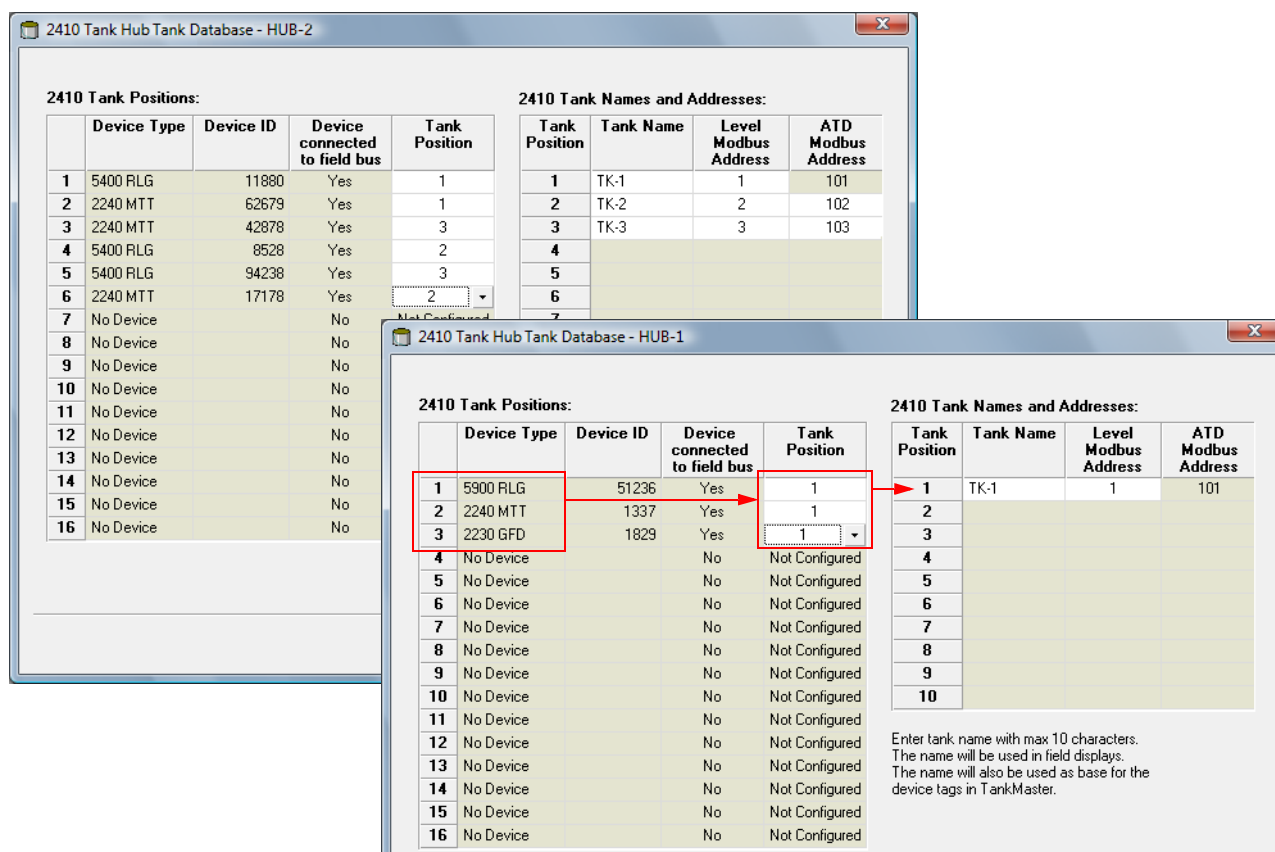 2410 Tank Hub Tank Database - HUB-2
2410 Tank Positions:
Device Type Device ID Device connected to field bus Tank Position
1 5400 RLG 11880 Yes 1
2 2240 MTT 62679 Yes 1
3 2240 MTT 42878 Yes 3
4 5400 RLG 8528 Yes 2
5 5400 RLG 94238 Yes 3
6 2240 MTT 17178 Yes 2
7 No Device No Not Configured
8 No Device No
9 No Device No
10 No Device No
11 No Device No
12 No Device No
13 No Device No
14 No Device No
15 No Device No
16 No Device No
2410 Tank Names and Addresses:
Tank Position Tank Name Level Modbus Address ATD Modbus Address
1 TK-1 1 101
2 TK-2 2 102
3 TK-3 3 103
4
5
6
7
2410 Tank Hub Tank Database - HUB-1
2410 Tank Positions:
Device Type Device ID Device connected to field bus Tank Position
1 5900 RLG 51236 Yes 1
2 2240 MTT 1337 Yes 1
3 2230 GFD 1829 Yes 1
4 No Device No Not Configured
5 No Device No Not Configured
6 No Device No Not Configured
7 No Device No Not Configured
8 No Device No Not Configured
9 No Device No Not Configured
10 No Device No Not Configured
11 No Device No Not Configured
12 No Device No Not Configured
13 No Device No Not Configured
14 No Device No Not Configured
15 No Device No Not Configured
16 No Device No Not Configured
2410 Tank Names and Addresses:
Tank Position Tank Name Level Modbus Address ATD Modbus Address
1 TK-1 1 101
2
3
4
5
6
7
8
9
10
Enter tank name with max 10 characters.
The name will be used in field displays.
The name will also be used as base for the
device tags in TankMaster.